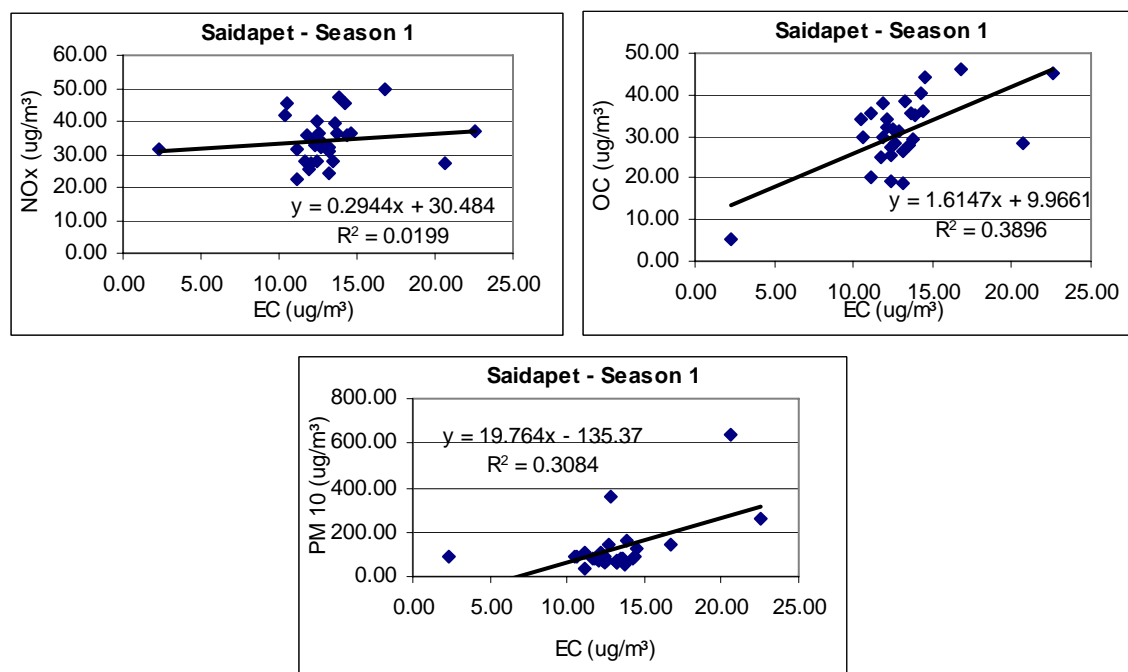 Saidapet - Season 1
60.00
50.00
40.00
30.00
20.00
10.00
0.00
NOx (ug/m³)
y = 0.2944x + 30.484
R² = 0.0199
0.00 5.00 10.00 15.00 20.00 25.00
EC (ug/m³)
Saidapet - Season 1
50.00
40.00
30.00
20.00
10.00
0.00
OC (ug/m³)
y = 1.6147x + 9.9661
R² = 0.3896
0.00 5.00 10.00 15.00 20.00 25.00
EC (ug/m³)
Saidapet - Season 1
800.00
600.00
400.00
200.00
0.00
PM 10 (ug/m³)
y = 19.764x - 135.37
R² = 0.3084
0.00 5.00 10.00 15.00 20.00 25.00
EC (ug/m³)